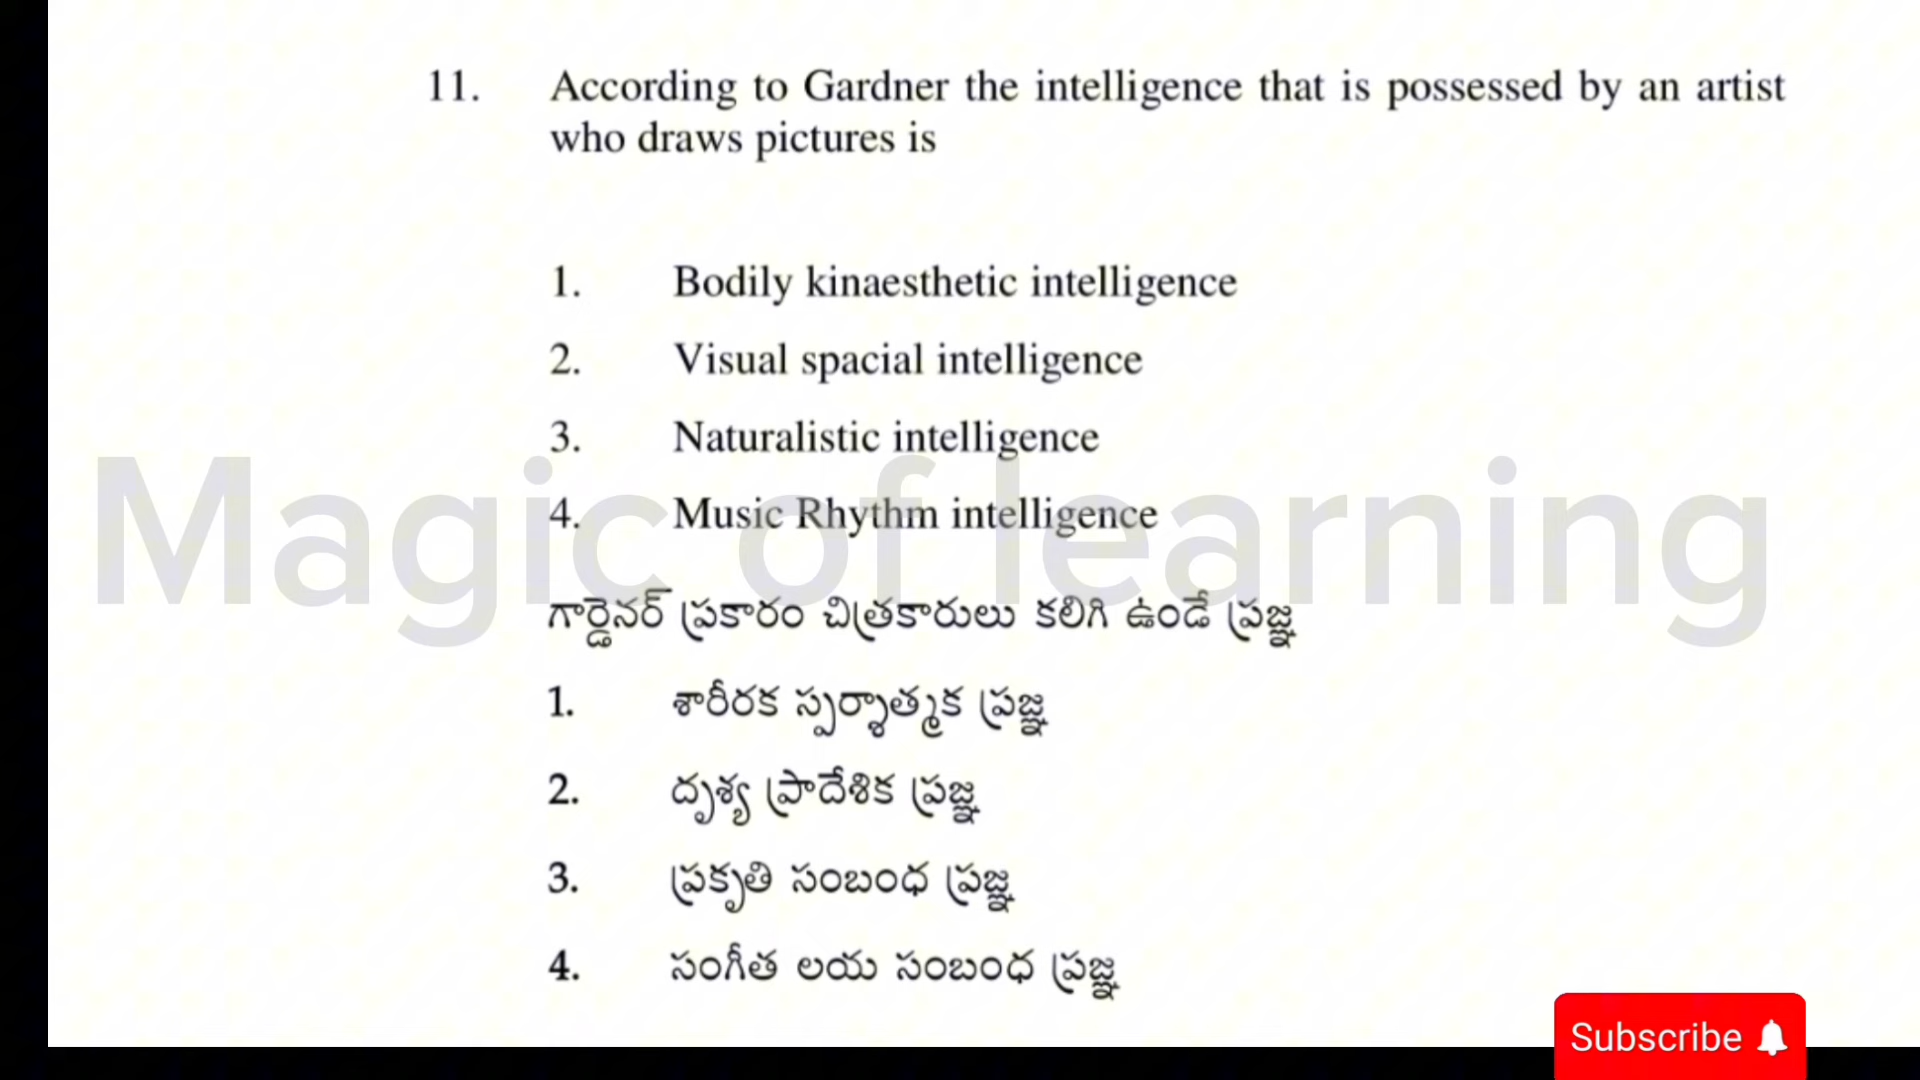 11. According to Gardner the intelligence that is possessed by an artist
who draws pictures is
1. Bodily kinaesthetic intelligence
2. Visual spacial intelligence
3. Naturalistic intelligence
4. Music Rhythm intelligence
Magic of learning
గార్డెనర్ ప్రకారం చిత్రకారులు కలిగి ఉండే ప్రజ్ఞ
1. శారీరక స్పర్శాత్మక ప్రజ్ఞ
2. దృశ్య ప్రాదేశిక ప్రజ్ఞ
3. ప్రకృతి సంబంధ ప్రజ్ఞ
4. సంగీత లయ సంబంధ ప్రజ్ఞ
Subscribe